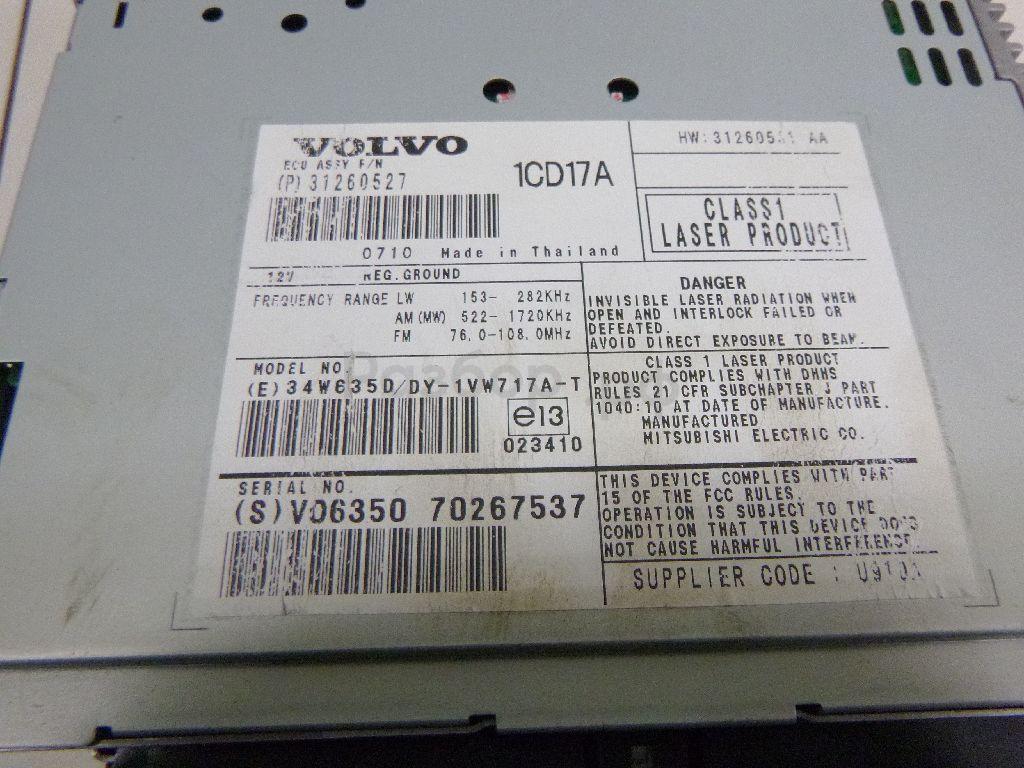 VOLVO
ECU ASSY P/N
(P) 31260527
1CD17A
0710 Made in Thailand
HW:
AA
CLASS1
LASER PRODUCT
12V NEG.GROUND
FREQUENCY RANGE LW 153- 282KHz
AM (MW) 522- 1720KHz
FM 76.0-108.0MHz
DANGER
INVISIBLE LASER RADIATION WHEN
OPEN AND INTERLOCK FAILED OR
DEFEATED.
AVOID DIRECT EXPOSURE TO BEAM.
MODEL NO.
(E) 34W635D/DY-1VW717A-T
e13
023410
CLASS 1 LASER PRODUCT
PRODUCT COMPLIES WITH DHHS
RULES 21 CFR SUBCHAPTER J PART
1040:10 AT DATE OF MANUFACTURE.
MANUFACTURED
MITSUBISHI ELECTRIC CO.
SERIAL NO.
(S) V06350 70267537
THIS DEVICE COMPLIES WITH PART
15 OF THE FCC RULES.
OPERATION IS SUBJECT TO THE
CONDITION THAT THIS DEVICE DOES
NOT CAUSE HARMFUL INTERFERENCE.
SUPPLIER CODE :